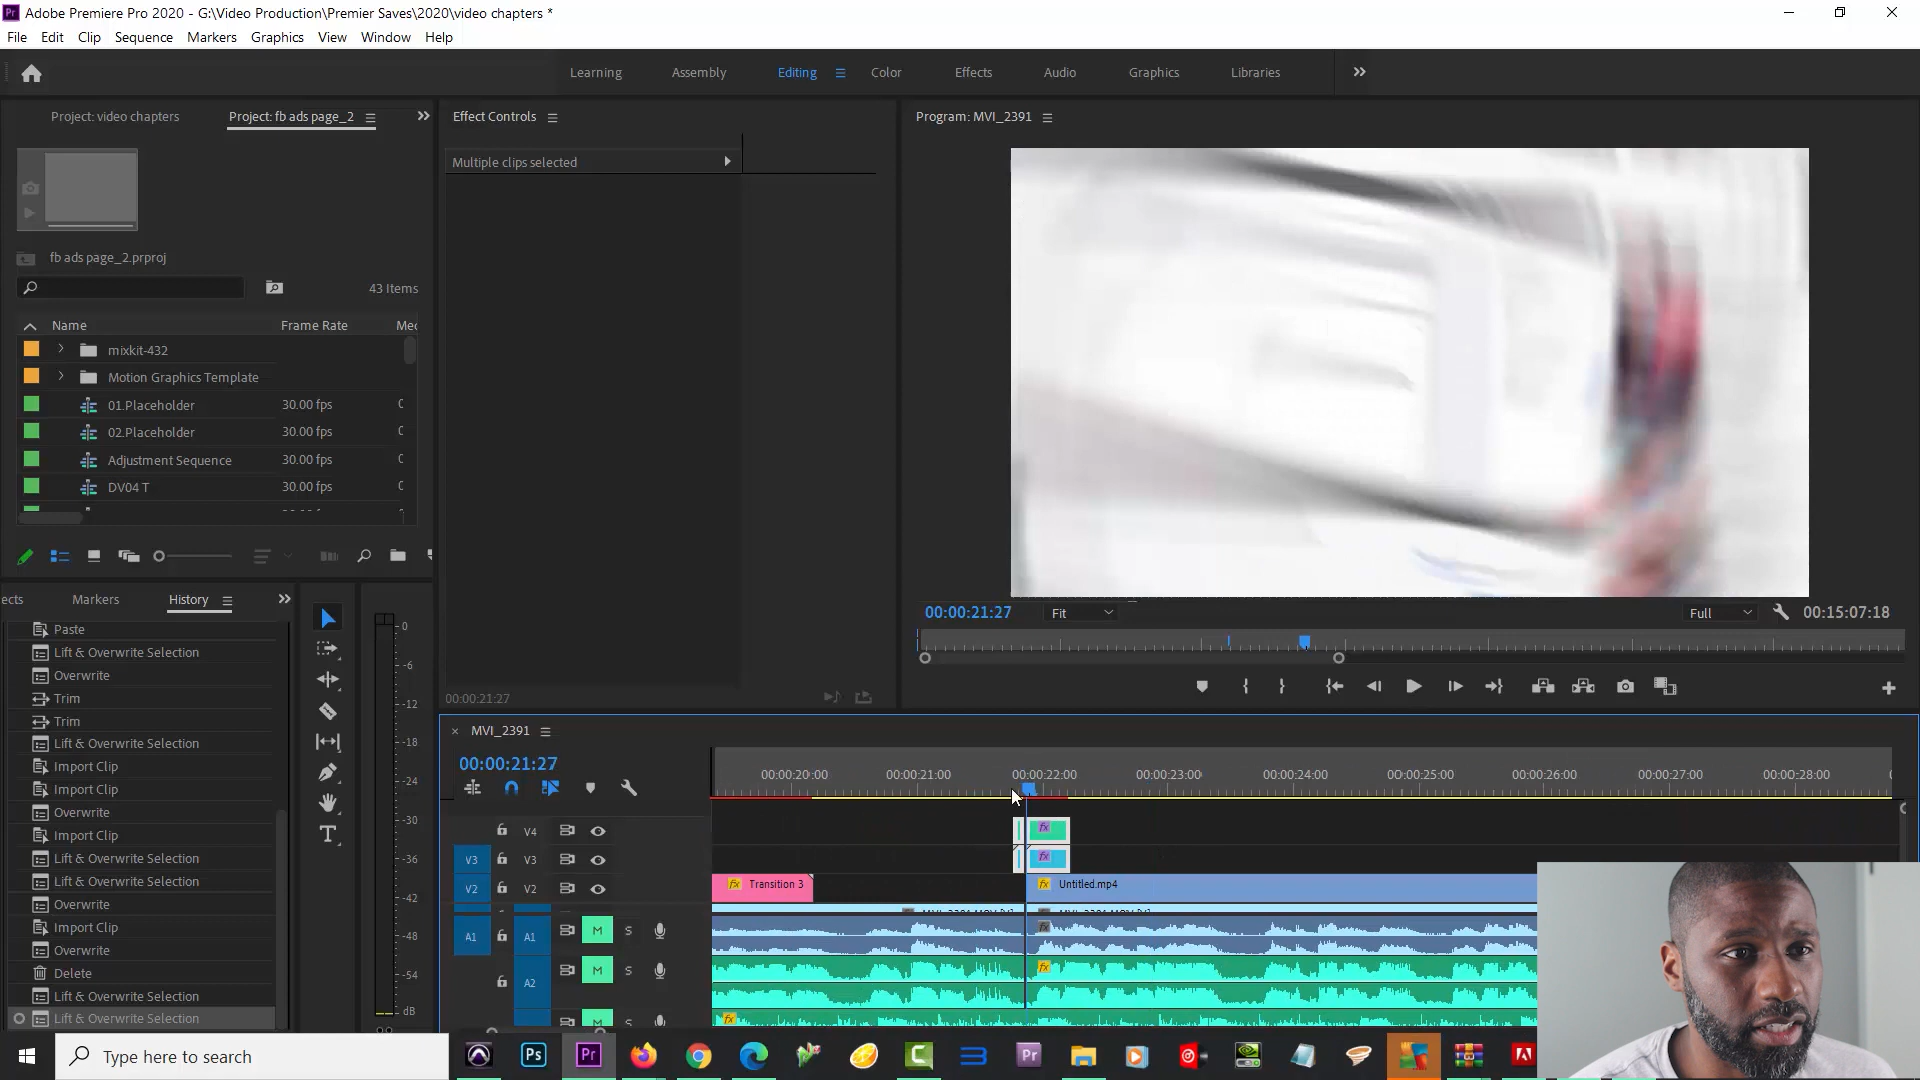 Adobe Premiere Pro 2020 - G:\Video Production\Premier Saves\2020\video chapters *
File Edit Clip Sequence Markers Graphics View Window Help
Learning Assembly Editing Color Effects Audio Graphics Libraries
Project: video chapters Project: fb ads page_2
Effect Controls
Program: MVI_2391
Multiple clips selected
fb ads page_2.prproj
43 Items
Name Frame Rate Mec
mixkit-432
Motion Graphics Template
01.Placeholder 30.00 fps
02.Placeholder 30.00 fps
Adjustment Sequence 30.00 fps
DV04 T 30.00 fps
00:00:21:27 Fit Full 00:15:07:18
ects Markers History
Paste
Lift & Overwrite Selection
Overwrite
Trim
Trim
Lift & Overwrite Selection
Import Clip
Import Clip
Overwrite
Import Clip
Lift & Overwrite Selection
Lift & Overwrite Selection
Overwrite
Import Clip
Overwrite
Delete
Lift & Overwrite Selection
Lift & Overwrite Selection
0
-6
-12
-18
-24
-30
-36
-42
-48
-54
dB
00:00:21:27
MVI_2391
00:00:21:27
00:00:20:00 00:00:21:00 00:00:22:00 00:00:23:00 00:00:24:00 00:00:25:00 00:00:26:00 00:00:27:00 00:00:28:00
V4 fx
V3 V3 fx
V2 V2 fx Transition 3 fx Untitled.mp4
A1 A1 M S
A2 M S fx
M S fx
Type here to search
Ps Pr Pr